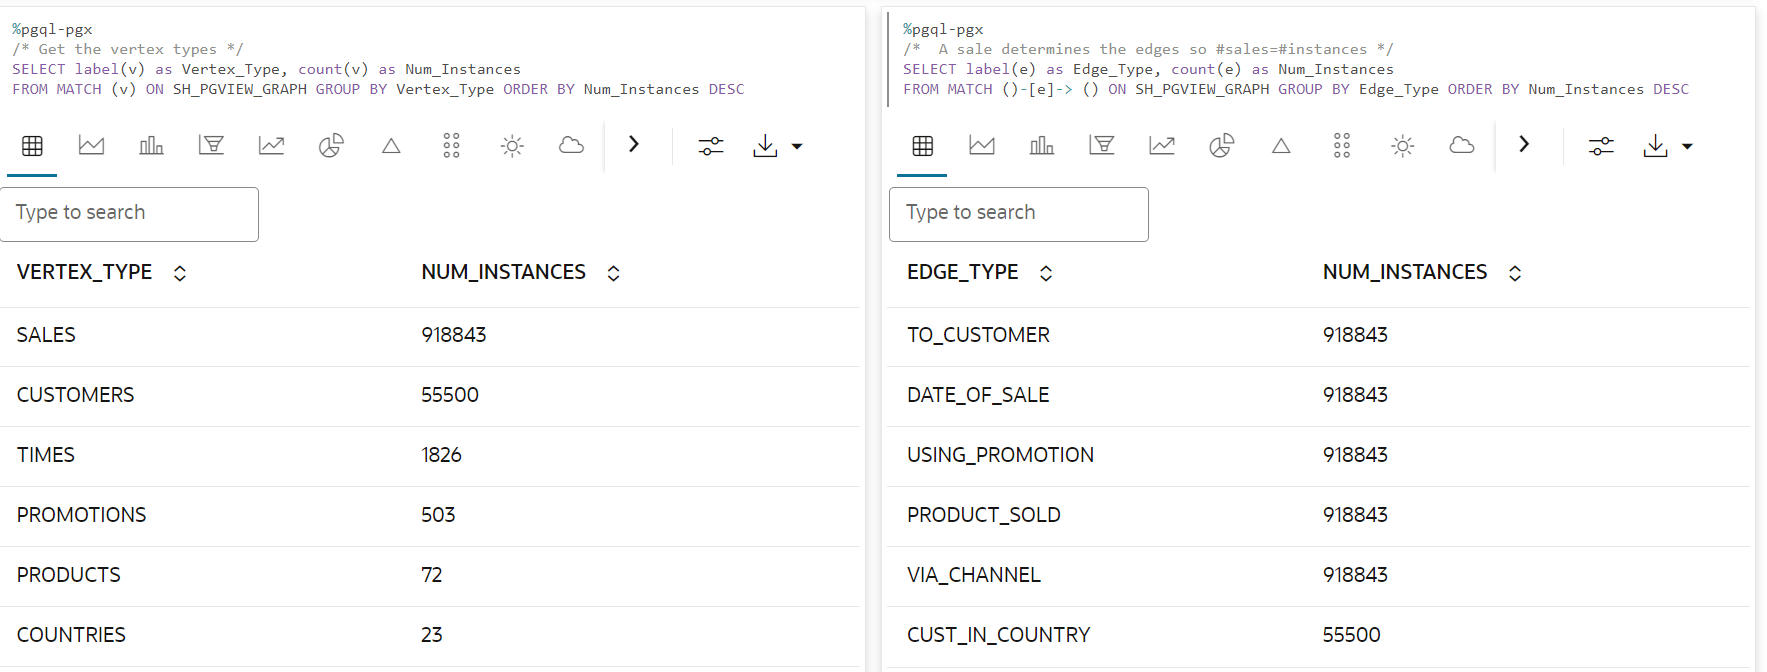 %pgql-pgx
/* Get the vertex types */
SELECT label(v) as Vertex_Type, count(v) as Num_Instances
FROM MATCH (v) ON SH_PGVIEW_GRAPH GROUP BY Vertex_Type ORDER BY Num_Instances DESC
Type to search
VERTEX_TYPE NUM_INSTANCES
SALES 918843
CUSTOMERS 55500
TIMES 1826
PROMOTIONS 503
PRODUCTS 72
COUNTRIES 23
%pgql-pgx
/*  A sale determines the edges so #sales=#instances */
SELECT label(e) as Edge_Type, count(e) as Num_Instances
FROM MATCH ()-[e]-> () ON SH_PGVIEW_GRAPH GROUP BY Edge_Type ORDER BY Num_Instances DESC
Type to search
EDGE_TYPE NUM_INSTANCES
TO_CUSTOMER 918843
DATE_OF_SALE 918843
USING_PROMOTION 918843
PRODUCT_SOLD 918843
VIA_CHANNEL 918843
CUST_IN_COUNTRY 55500